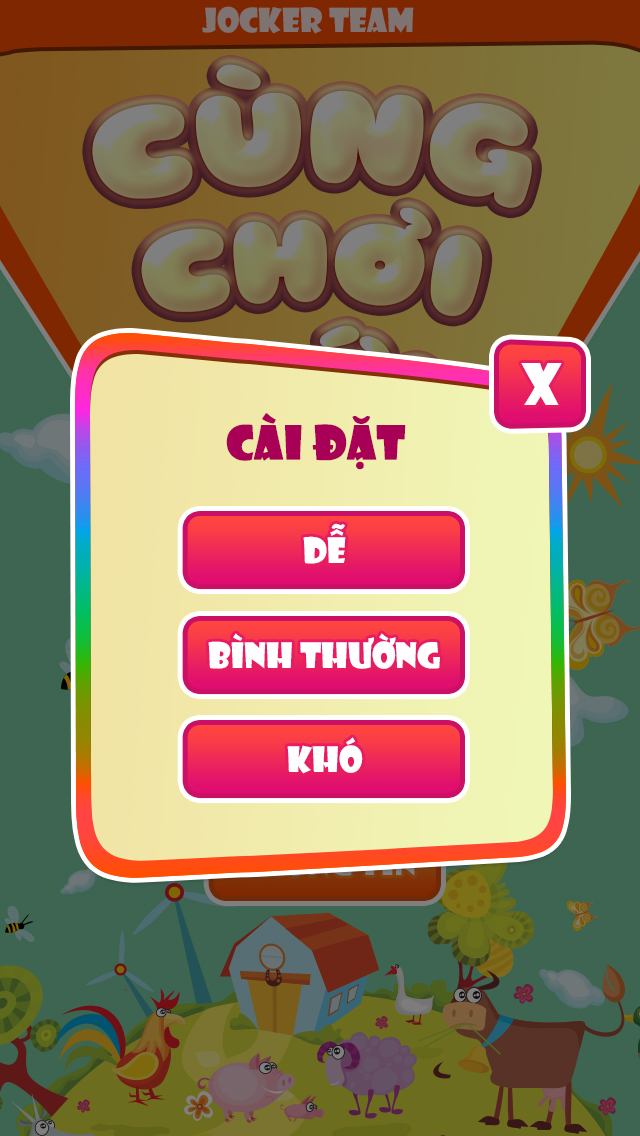 JOCKER TEAM
CÙNG
CHƠI
X
CÀI ĐẶT
DỄ
BÌNH THƯỜNG
KHÓ